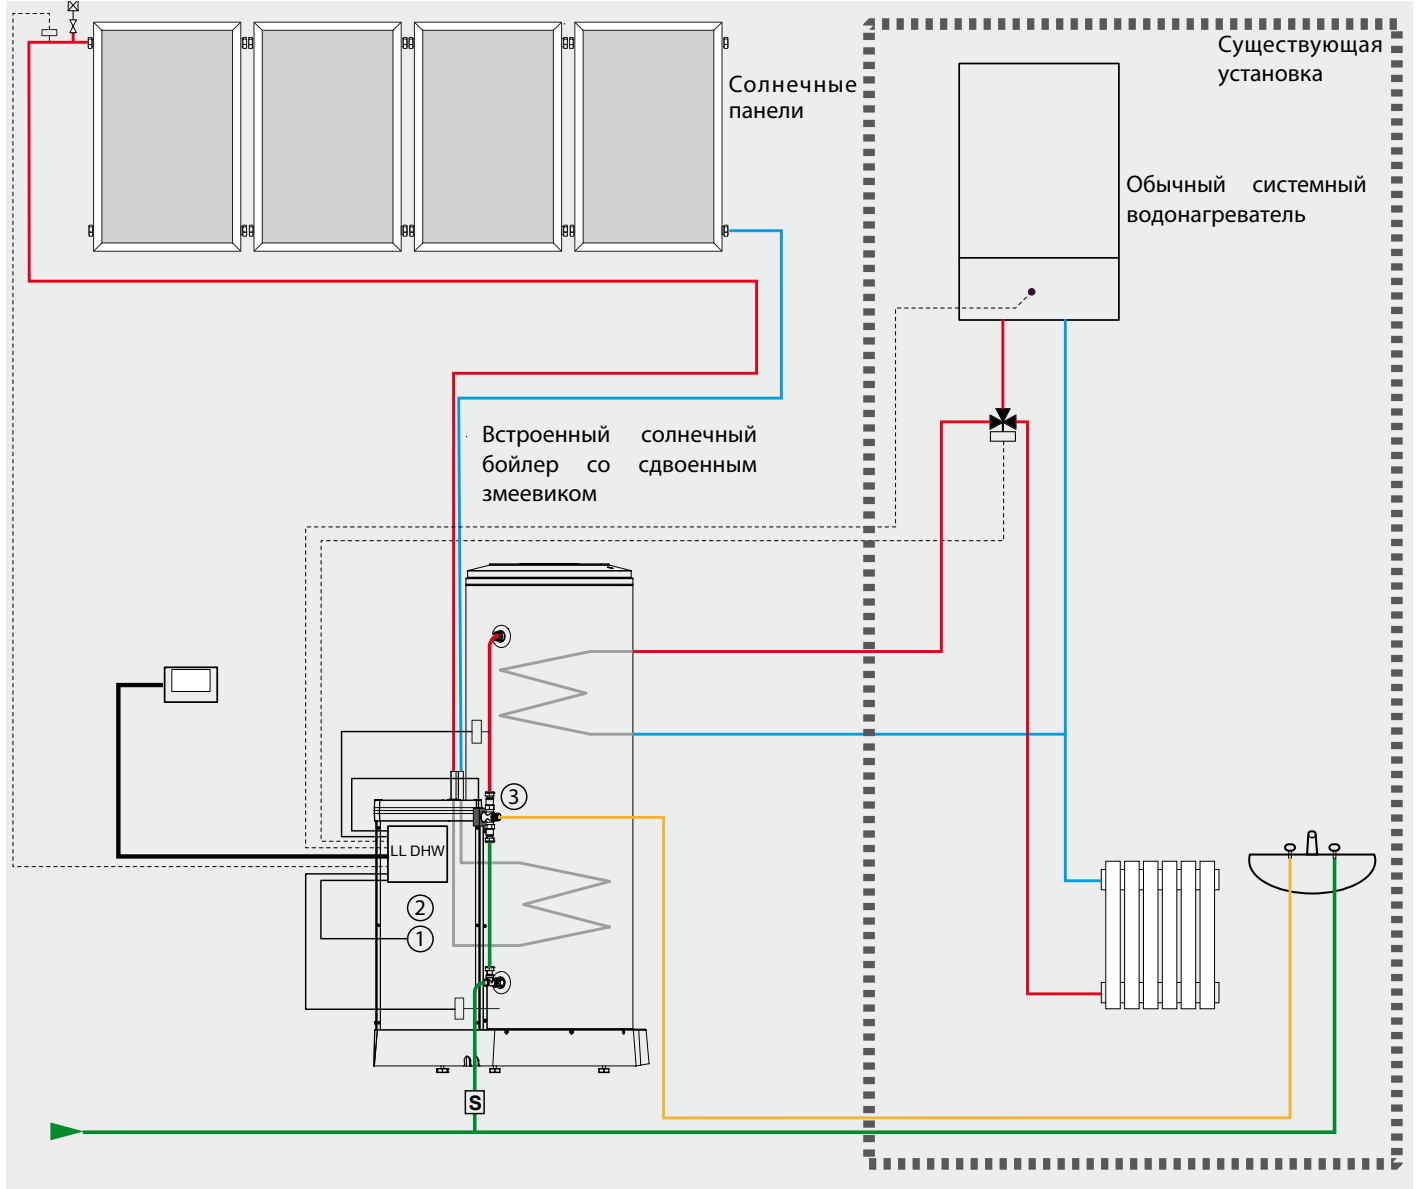 Существующая
установка
Солнечные
панели
Обычный системный
водонагреватель
Встроенный солнечный
бойлер со сдвоенным
змеевиком
3
LL DHW
2
1
S